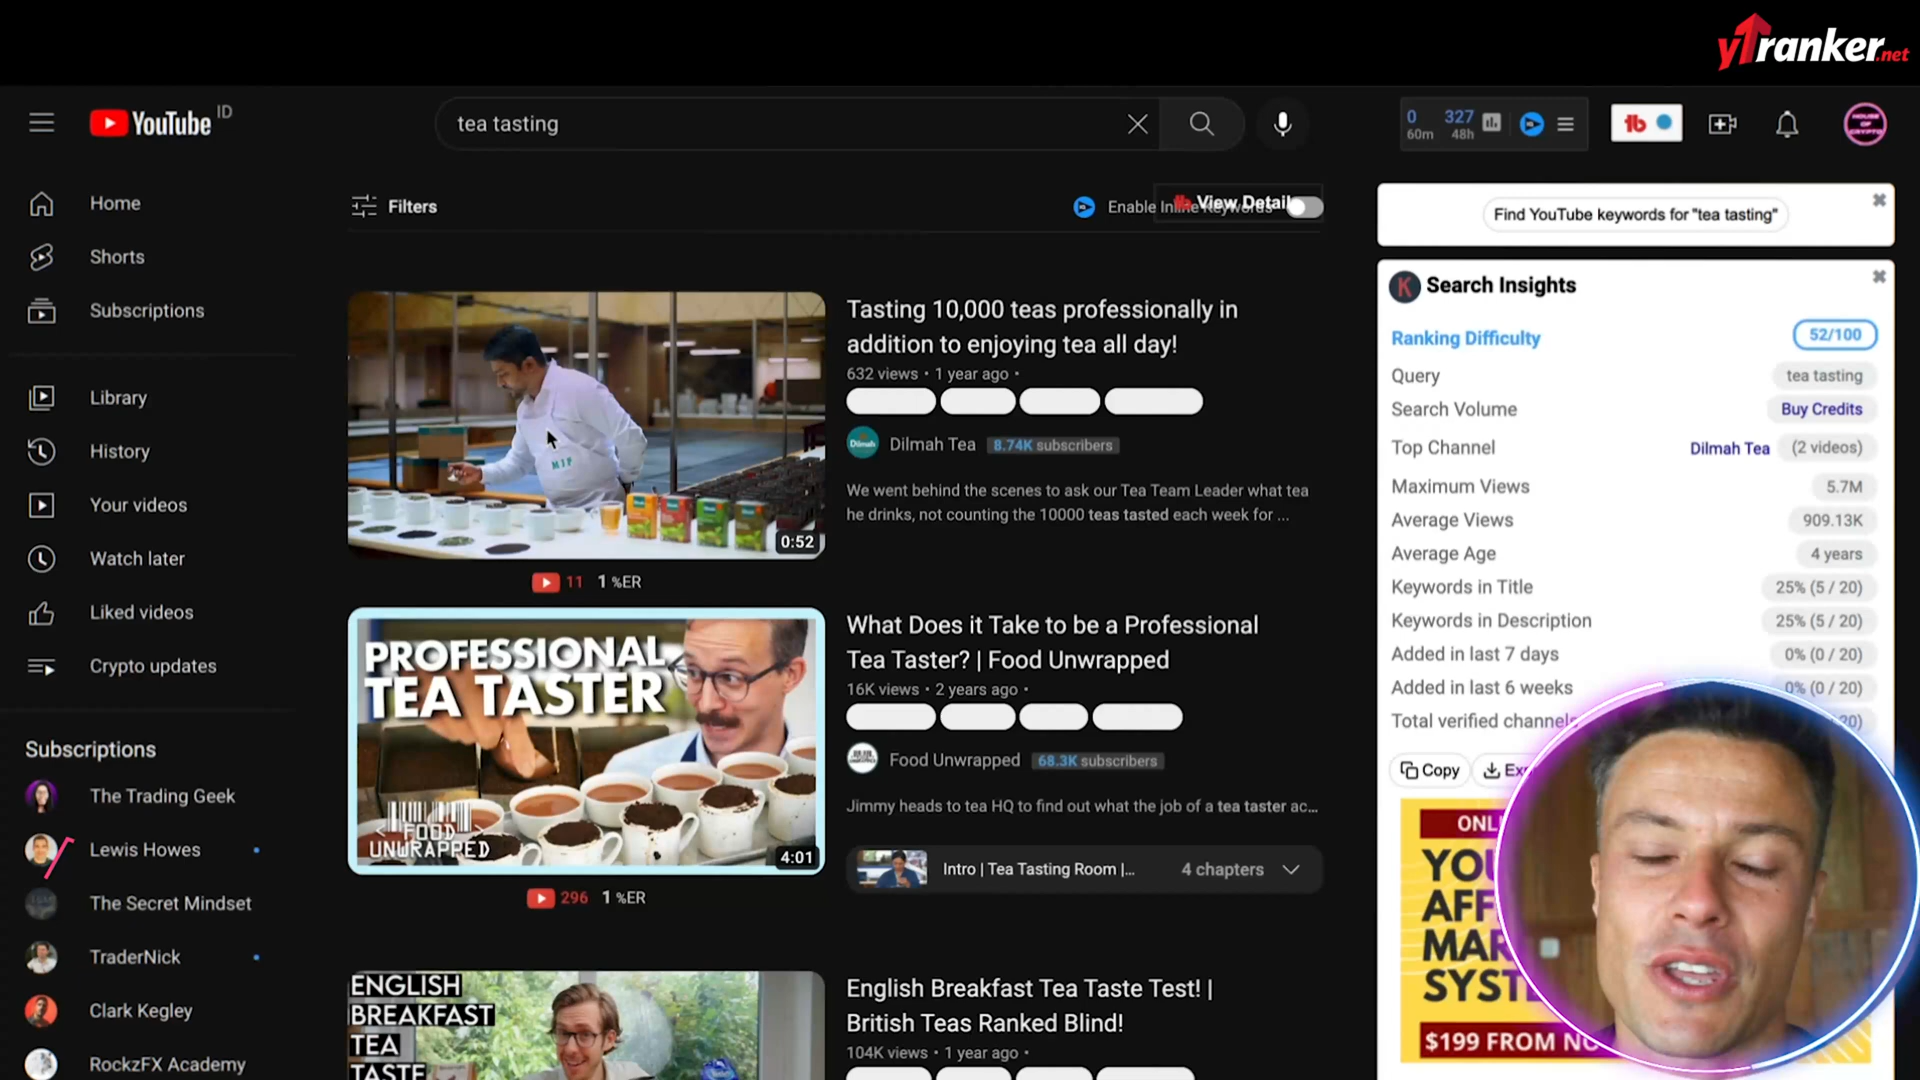 yTranker.net
YouTube ID
tea tasting
0 327
60m 48h
Home
Shorts
Subscriptions
Library
History
Your videos
Watch later
Liked videos
Crypto updates
Subscriptions
The Trading Geek
Lewis Howes
The Secret Mindset
TraderNick
Clark Kegley
RockzFX Academy
Filters
Enable Inline Keywords
View Detail
Tasting 10,000 teas professionally in
addition to enjoying tea all day!
632 views • 1 year ago •
Dilmah Tea 8.74K subscribers
We went behind the scenes to ask our Tea Team Leader what tea
he drinks, not counting the 10000 teas tasted each week for ...
MJF
0:52
11 1 %ER
PROFESSIONAL
TEA TASTER
FOOD
UNWRAPPED
4:01
What Does it Take to be a Professional
Tea Taster? | Food Unwrapped
16K views • 2 years ago •
Food Unwrapped 68.3K subscribers
Jimmy heads to tea HQ to find out what the job of a tea taster ac...
Intro | Tea Tasting Room |... 4 chapters
296 1 %ER
ENGLISH
BREAKFAST
TEA
TASTE
English Breakfast Tea Taste Test! |
British Teas Ranked Blind!
104K views • 1 year ago •
HOUSE OF CRYPTO
Find YouTube keywords for "tea tasting"
K Search Insights
Ranking Difficulty 52/100
Query tea tasting
Search Volume Buy Credits
Top Channel Dilmah Tea (2 videos)
Maximum Views 5.7M
Average Views 909.13K
Average Age 4 years
Keywords in Title 25% (5 / 20)
Keywords in Description 25% (5 / 20)
Added in last 7 days 0% (0 / 20)
Added in last 6 weeks 0% (0 / 20)
Total verified channels 20)
Copy
ONL
YOU
AFF
MAR
SYSTE
$199 FROM NO